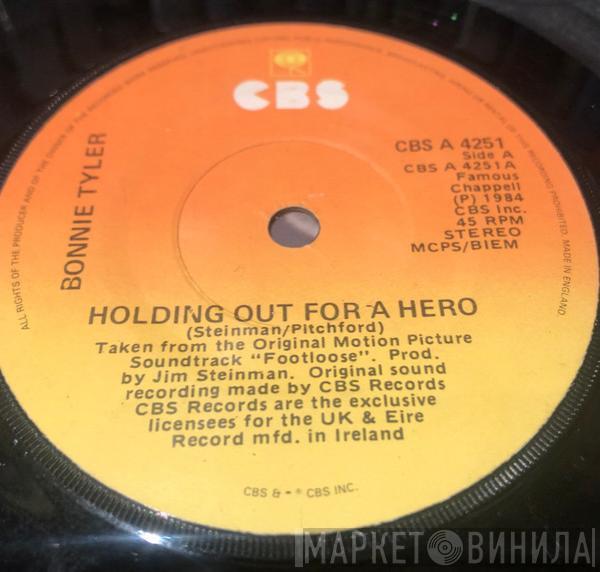 CBS
BONNIE TYLER
CBS A 4251
Side A
CBS A 4251A
Famous
Chappell
(P) 1984
CBS Inc.
45 RPM
STEREO
MCPS/BIEM
HOLDING OUT FOR A HERO
(Steinman/Pitchford)
Taken from the Original Motion Picture
Soundtrack "Footloose". Prod.
by Jim Steinman. Original sound
recording made by CBS Records
CBS Records are the exclusive
licensees for the UK & Eire
Record mfd. in Ireland
CBS & - ® CBS INC.
ALL RIGHTS OF THE PRODUCER AND OF THE OWNER OF THE RECORDED WORK
OF THIS RECORDING PROHIBITED. MADE IN ENGLAND.
МАРКЕТ ВИНИЛА